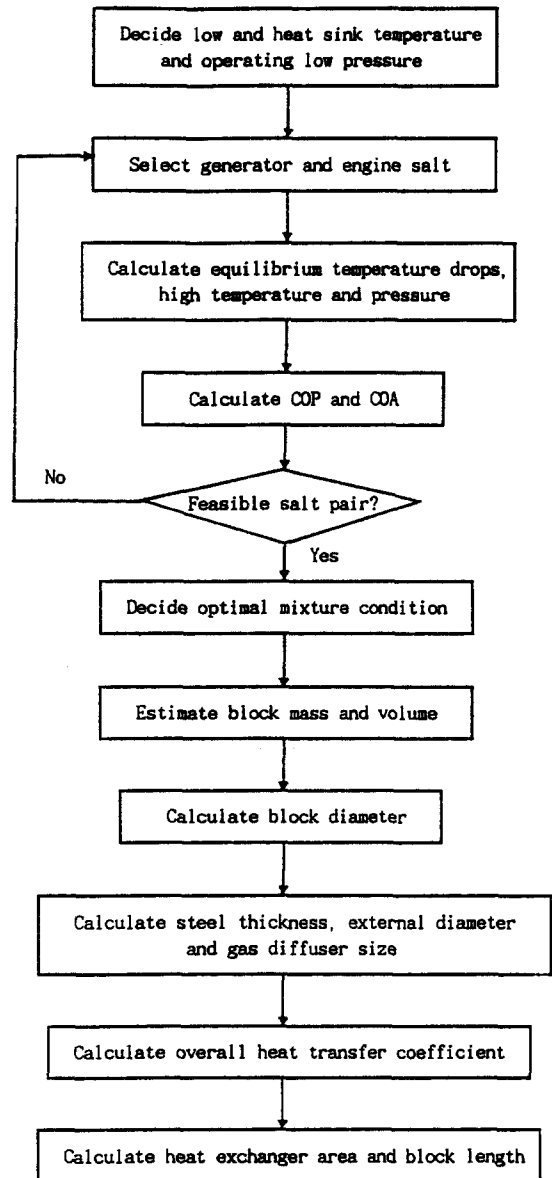 Decide low and heat sink temperature
and operating low pressure
Select generator and engine salt
Calculate equilibrium temperature drops,
high temperature and pressure
Calculate COP and COA
No
Feasible salt pair?
Yes
Decide optimal mixture condition
Estimate block mass and volume
Calculate block diameter
Calculate steel thickness, external diameter
and gas diffuser size
Calculate overall heat transfer coefficient
Calculate heat exchanger area and block length